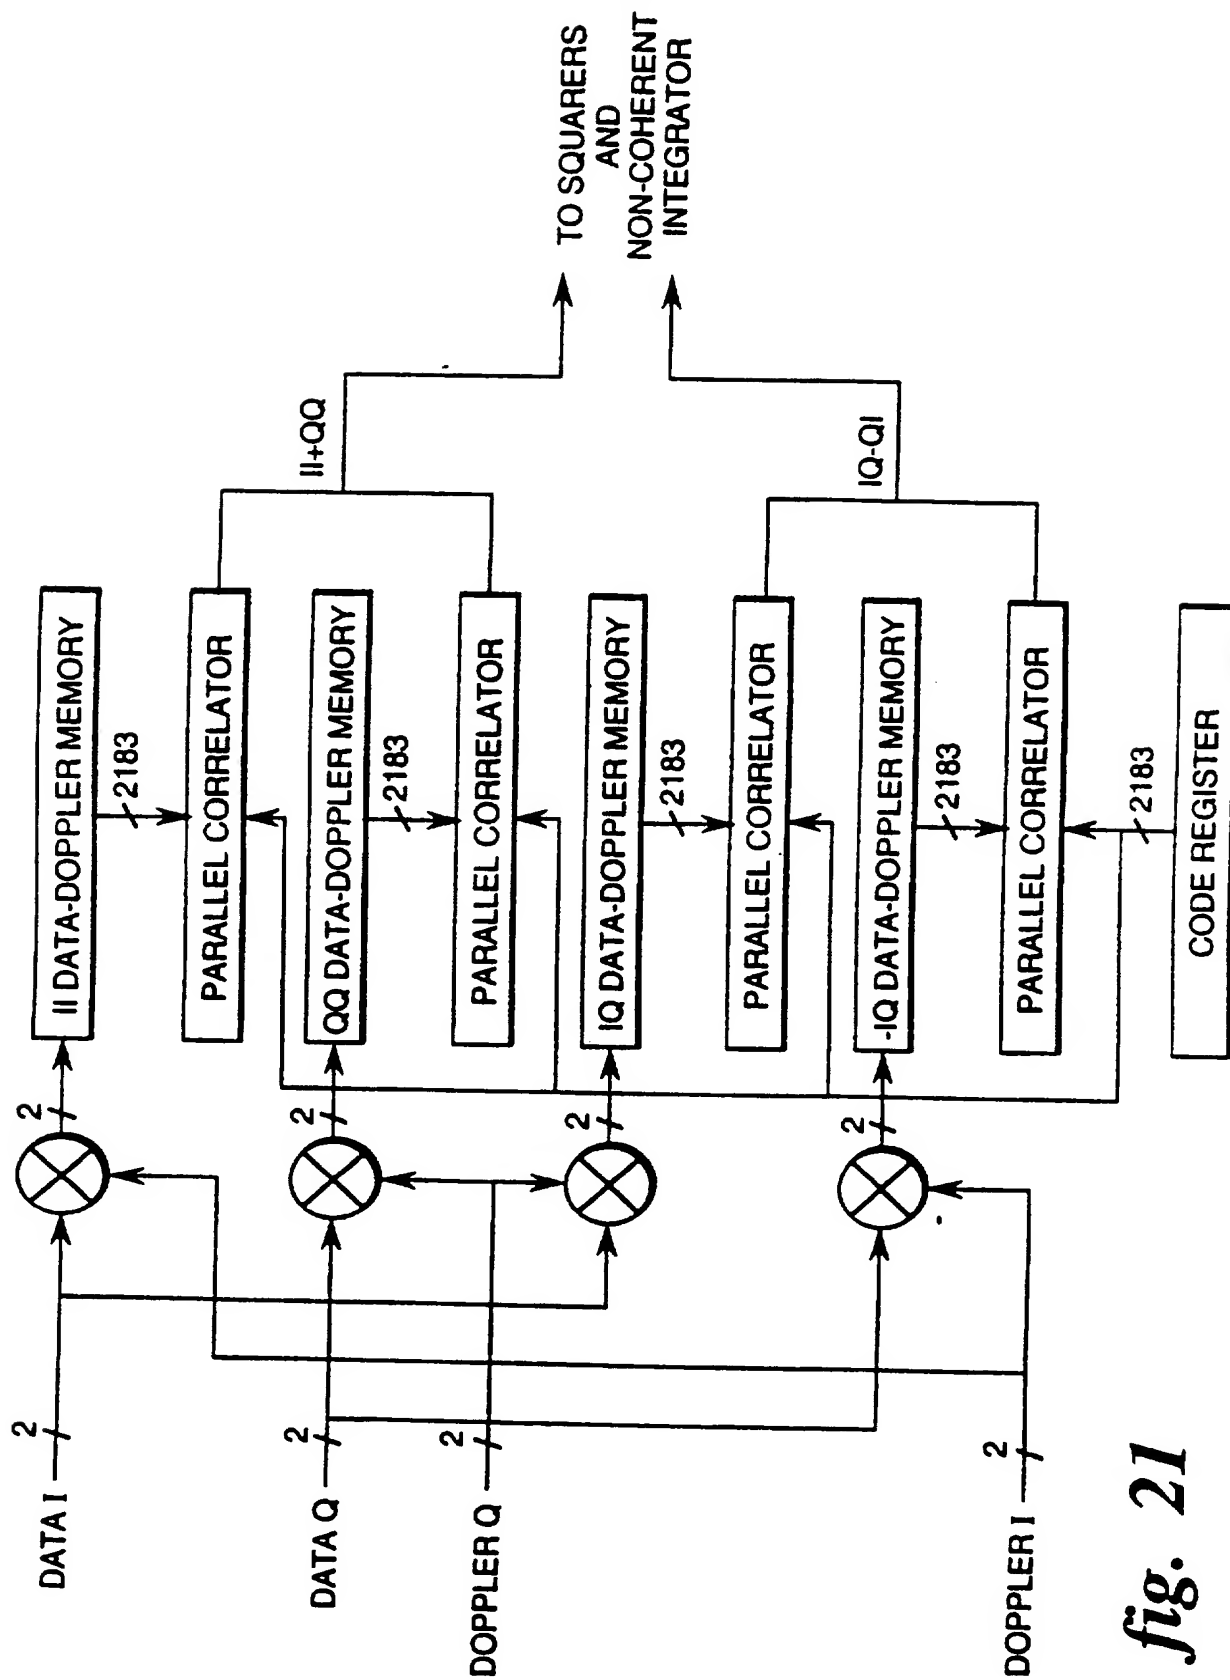 DATA I
2
2
II DATA-DOPPLER MEMORY
2183
PARALLEL CORRELATOR
II+QQ
DATA Q
2
2
QQ DATA-DOPPLER MEMORY
2183
DOPPLER Q
2
PARALLEL CORRELATOR
TO SQUARERS
AND
NON-COHERENT
INTEGRATOR
2
IQ DATA-DOPPLER MEMORY
2183
PARALLEL CORRELATOR
IQ-QI
2
-IQ DATA-DOPPLER MEMORY
2183
DOPPLER I
2
PARALLEL CORRELATOR
2183
CODE REGISTER
fig. 21